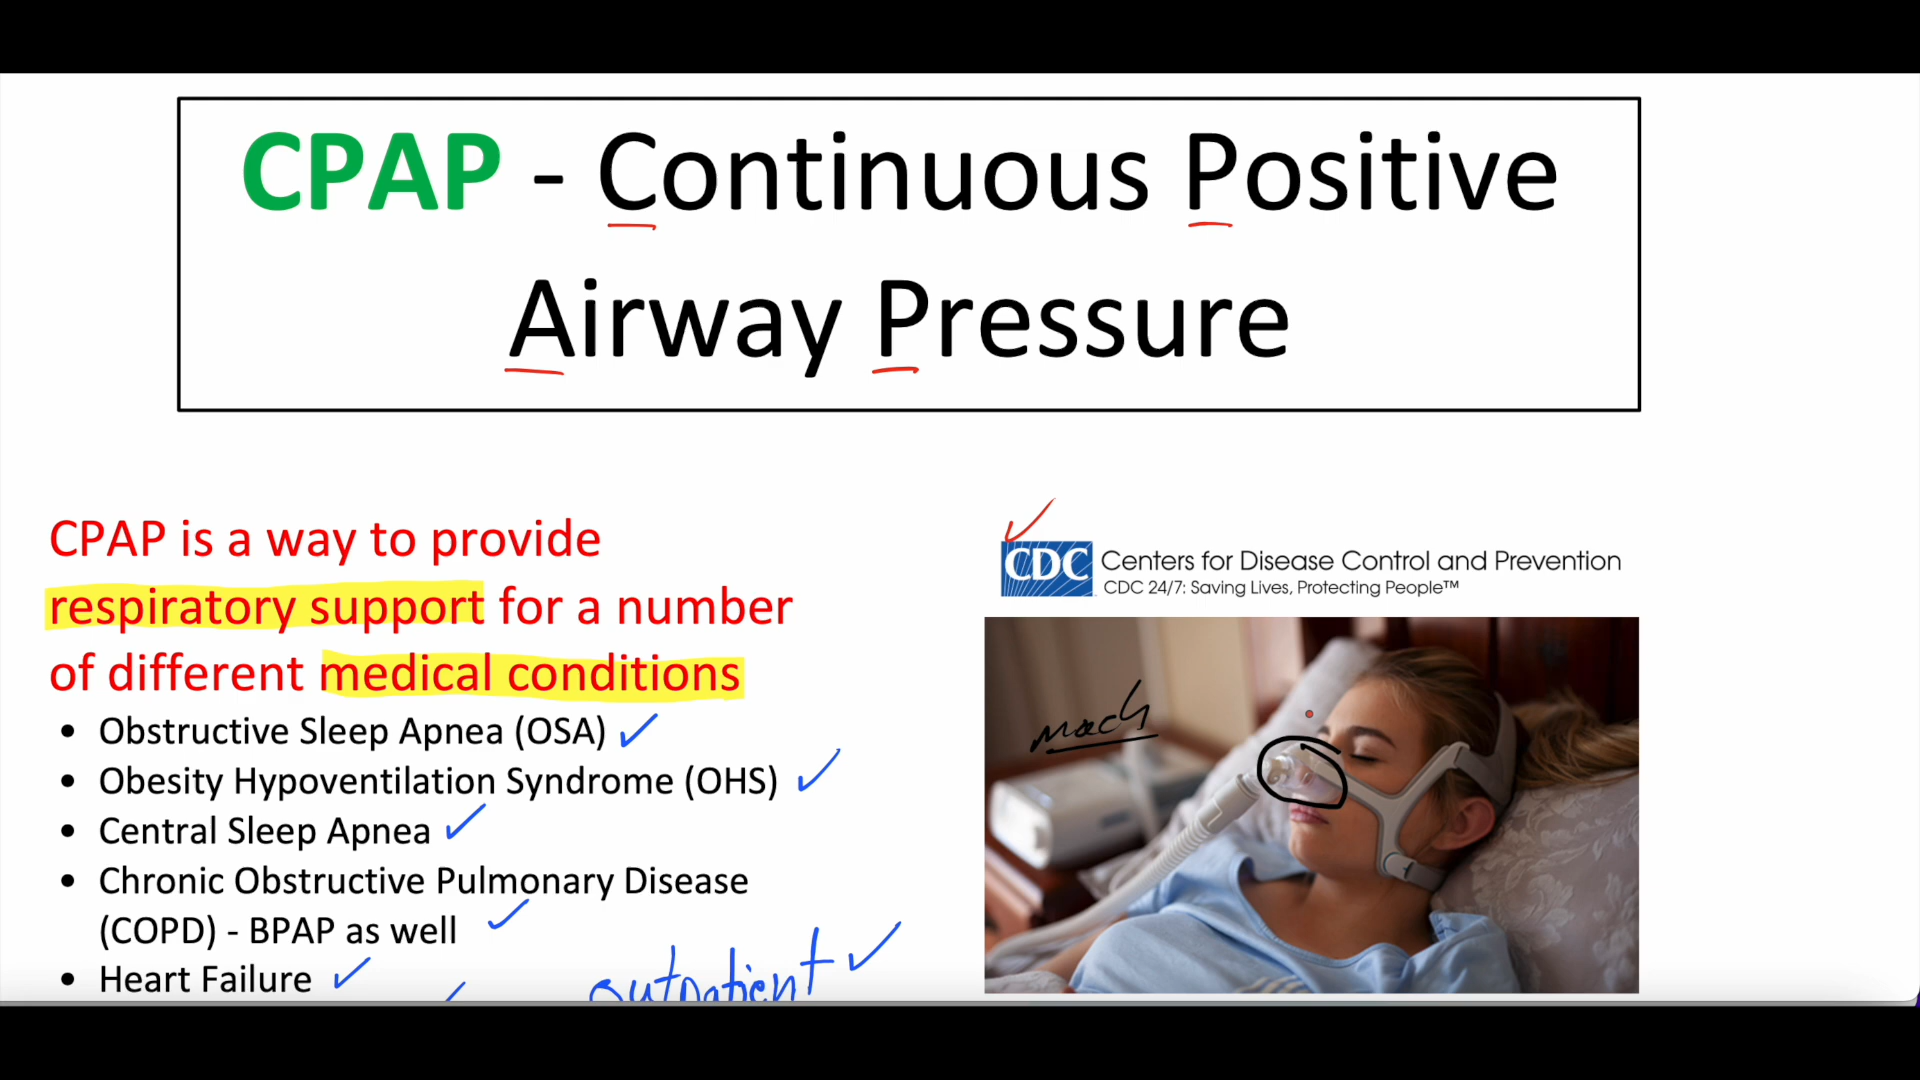 CPAP - Continuous Positive
Airway Pressure
CPAP is a way to provide
respiratory support for a number
of different medical conditions
• Obstructive Sleep Apnea (OSA)
• Obesity Hypoventilation Syndrome (OHS)
• Central Sleep Apnea
• Chronic Obstructive Pulmonary Disease
(COPD) - BPAP as well
• Heart Failure
outpatient
CDC Centers for Disease Control and Prevention
CDC 24/7: Saving Lives, Protecting People™